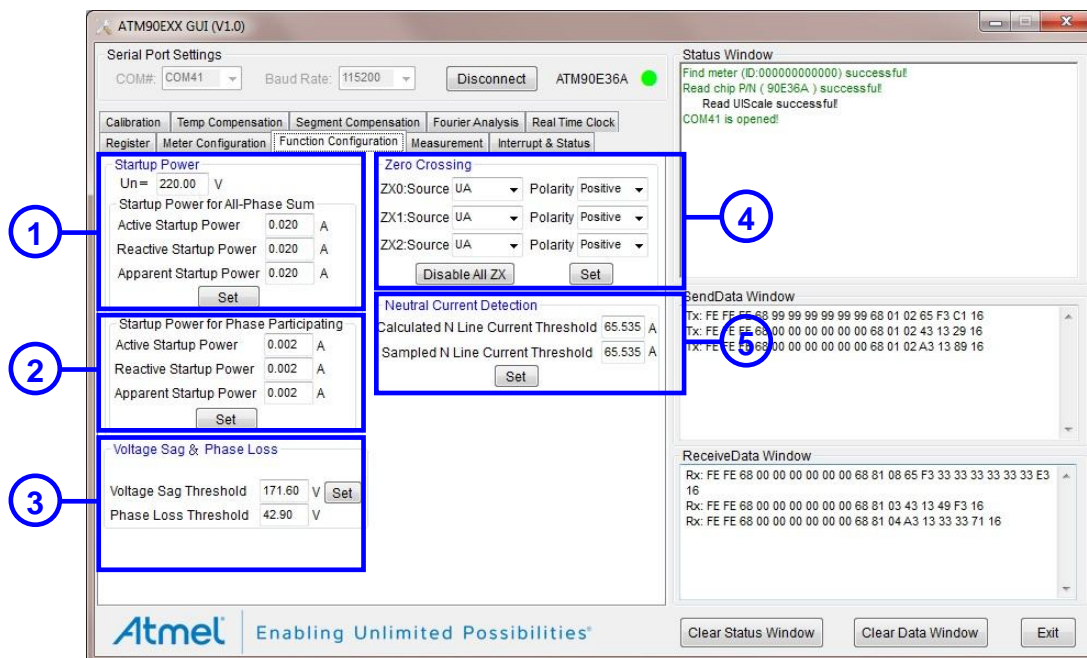 ATM90EXX GUI (V1.0)
Serial Port Settings
COM#: COM41 Baud Rate: 115200 Disconnect ATM90E36A
Calibration Temp Compensation Segment Compensation Fourier Analysis Real Time Clock
Register Meter Configuration Function Configuration Measurement Interrupt & Status
Startup Power
Un= 220.00 V
Startup Power for All-Phase Sum
Active Startup Power 0.020 A
Reactive Startup Power 0.020 A
Apparent Startup Power 0.020 A
Set
1
Startup Power for Phase Participating
Active Startup Power 0.002 A
Reactive Startup Power 0.002 A
Apparent Startup Power 0.002 A
Set
2
Voltage Sag & Phase Loss
Voltage Sag Threshold 171.60 V Set
Phase Loss Threshold 42.90 V
3
Zero Crossing
ZX0:Source UA Polarity Positive
ZX1:Source UA Polarity Positive
ZX2:Source UA Polarity Positive
Disable All ZX Set
4
Neutral Current Detection
Calculated N Line Current Threshold 65.535 A
Sampled N Line Current Threshold 65.535 A
Set
5
Status Window
Find meter (ID:000000000000) successful!
Read chip P/N ( 90E36A ) successful!
Read UIScale successful!
COM41 is opened!
SendData Window
Tx: FE FE FE 68 99 99 99 99 99 99 68 01 02 65 F3 C1 16
Tx: FE FE FE 68 00 00 00 00 00 00 68 01 02 43 13 29 16
Tx: FE FE FE 68 00 00 00 00 00 00 68 01 02 A3 13 89 16
ReceiveData Window
Rx: FE FE 68 00 00 00 00 00 00 68 81 08 65 F3 33 33 33 33 33 33 E3
16
Rx: FE FE 68 00 00 00 00 00 00 68 81 03 43 13 49 F3 16
Rx: FE FE 68 00 00 00 00 00 00 68 81 04 A3 13 33 33 71 16
Atmel Enabling Unlimited Possibilities®
Clear Status Window Clear Data Window Exit